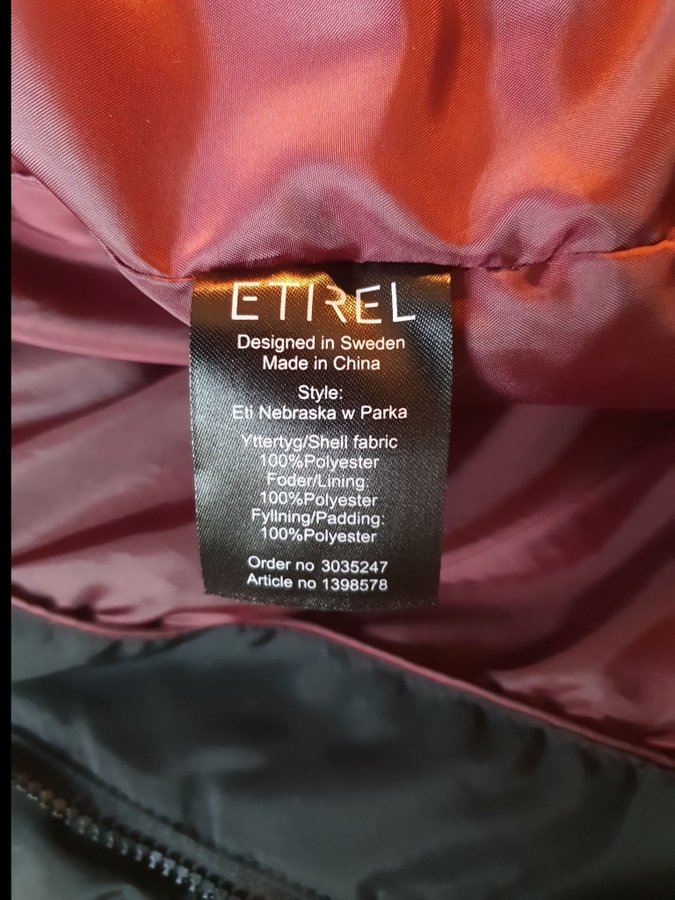 ETIREL
Designed in Sweden
Made in China
Style:
Eti Nebraska w Parka
Yttertyg/Shell fabric
100%Polyester
Foder/Lining:
100%Polyester
Fyllning/Padding:
100%Polyester
Order no 3035247
Article no 1398578